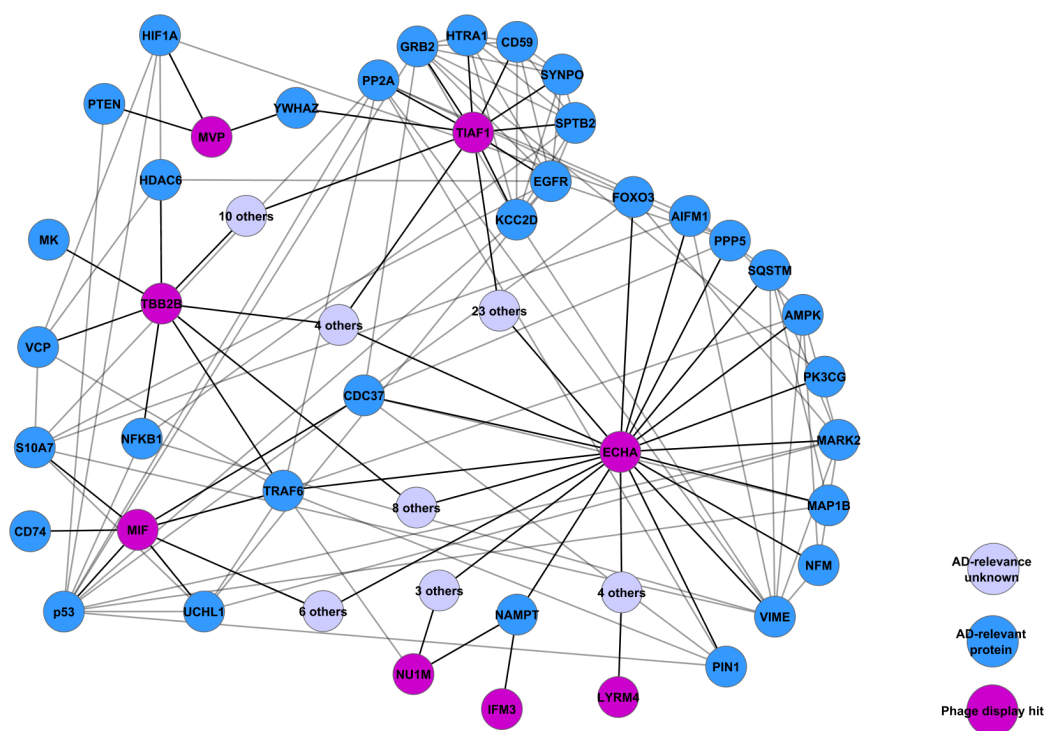 HIF1A
GRB2
HTRA1
CD59
SYNPO
PP2A
PTEN
YWHAZ
MVP
TIAF1
SPTB2
HDAC6
EGFR
FOXO3
10 others
KCC2D
AIFM1
MK
PPP5
SQSTM
TBB2B
23 others
AMPK
4 others
VCP
PK3CG
CDC37
NFKB1
S10A7
MARK2
ECHA
TRAF6
8 others
MAP1B
CD74
MIF
NFM
AD-relevance
unknown
3 others
4 others
p53
UCHL1
6 others
NAMPT
VIME
AD-relevant
protein
PIN1
NU1M
IFM3
LYRM4
Phage display hit